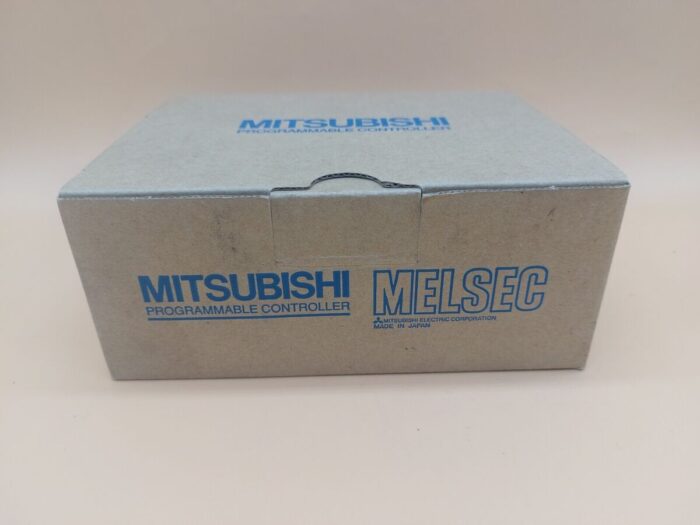 MITSUBISHI
PROGRAMMABLE CONTROLLER
MITSUBISHI
PROGRAMMABLE CONTROLLER
MELSEC
MITSUBISHI ELECTRIC CORPORATION
MADE IN JAPAN